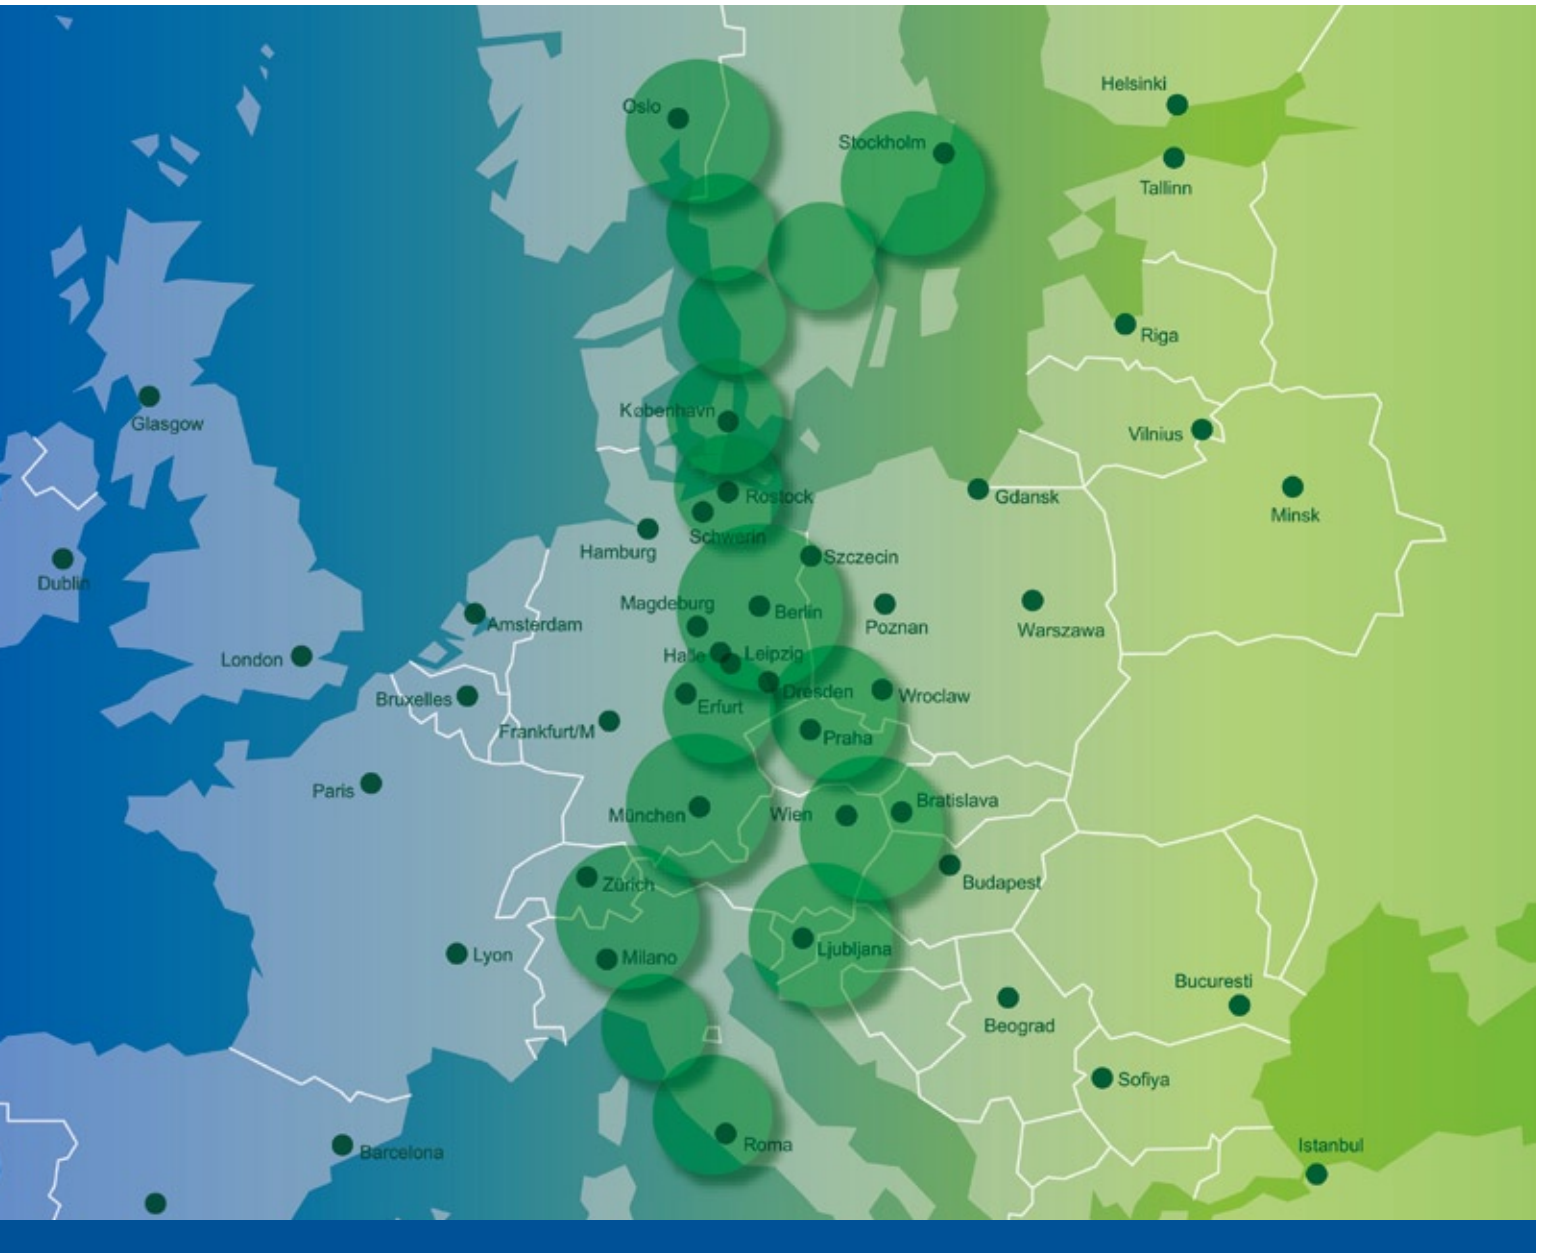 Helsinki
Oslo
Stockholm
Tallinn
Riga
København
Glasgow
Vilnius
Rostock
Gdansk
Minsk
Schwerin
Hamburg
Szczecin
Dublin
Magdeburg
Berlin
Amsterdam
Poznan
Warszawa
London
Halle
Leipzig
Bruxelles
Dresden
Wroclaw
Erfurt
Frankfurt/M
Praha
Paris
München
Wien
Bratislava
Zürich
Budapest
Lyon
Milano
Ljubljana
Bucuresti
Beograd
Sofiya
Barcelona
Roma
Istanbul